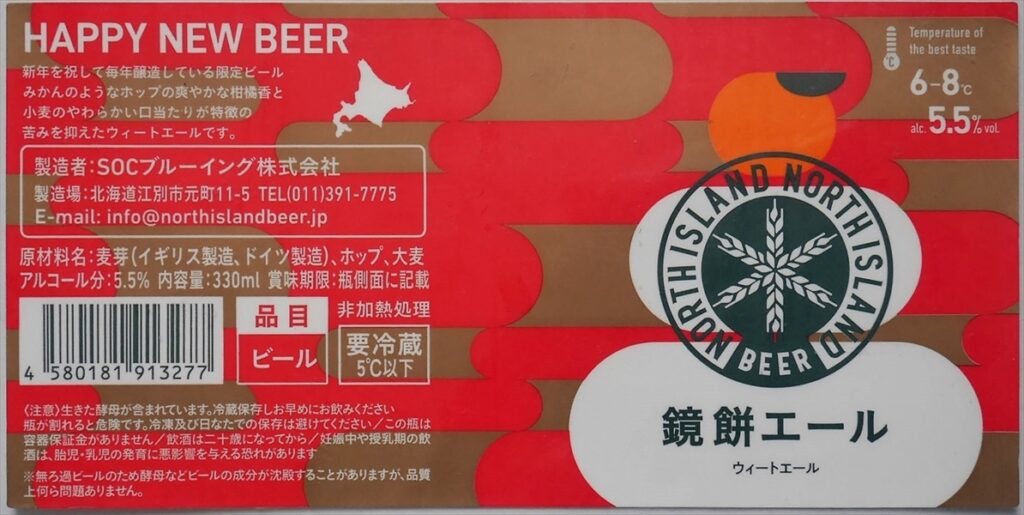 HAPPY NEW BEER
新年を祝して毎年醸造している限定ビール
みかんのようなホップの爽やかな柑橘香と
小麦のやわらかい口当たりが特徴の
苦みを抑えたウィートエールです。
製造者:SOCブルーイング株式会社
製造場:北海道江別市元町11-5 TEL(011)391-7775
E-mail: info@northislandbeer.jp
原材料名:麦芽(イギリス製造、ドイツ製造)、ホップ、大麦
アルコール分:5.5% 内容量:330ml 賞味期限:瓶側面に記載
4 580181 913277
品目
ビール
非加熱処理
要冷蔵
5℃以下
〈注意〉生きた酵母が含まれています。冷蔵保存しお早めにお飲みください
瓶が割れると危険です。冷凍及び日なたでの保存は避けてください/この瓶は
容器保証金がありません/飲酒は二十歳になってから/妊娠中や授乳期の飲
酒は、胎児・乳児の発育に悪影響を与える恐れがあります
※無ろ過ビールのため酵母などビールの成分が沈殿することがありますが、品質
上何ら問題ありません。
Temperature of
the best taste
℃
6-8℃
alc. 5.5% vol.
NORTH ISLAND NORTH ISLAND
BEER
鏡餅エール
ウィートエール